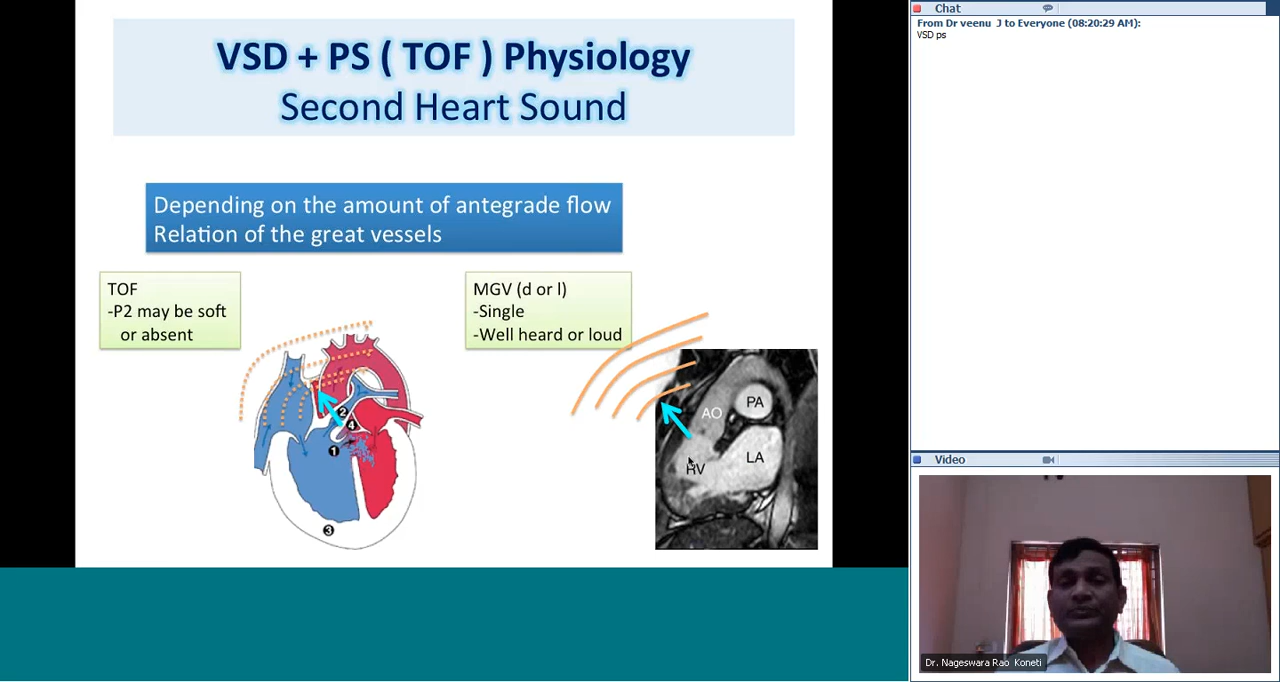 VSD + PS ( TOF ) Physiology
Second Heart Sound
Depending on the amount of antegrade flow
Relation of the great vessels
TOF
-P2 may be soft
or absent
MGV (d or l)
-Single
-Well heard or loud
2
4
1
3
PA
AO
LA
RV
Chat
From Dr veenu J to Everyone (08:20:29 AM):
VSD ps
Video
Dr. Nageswara Rao Koneti